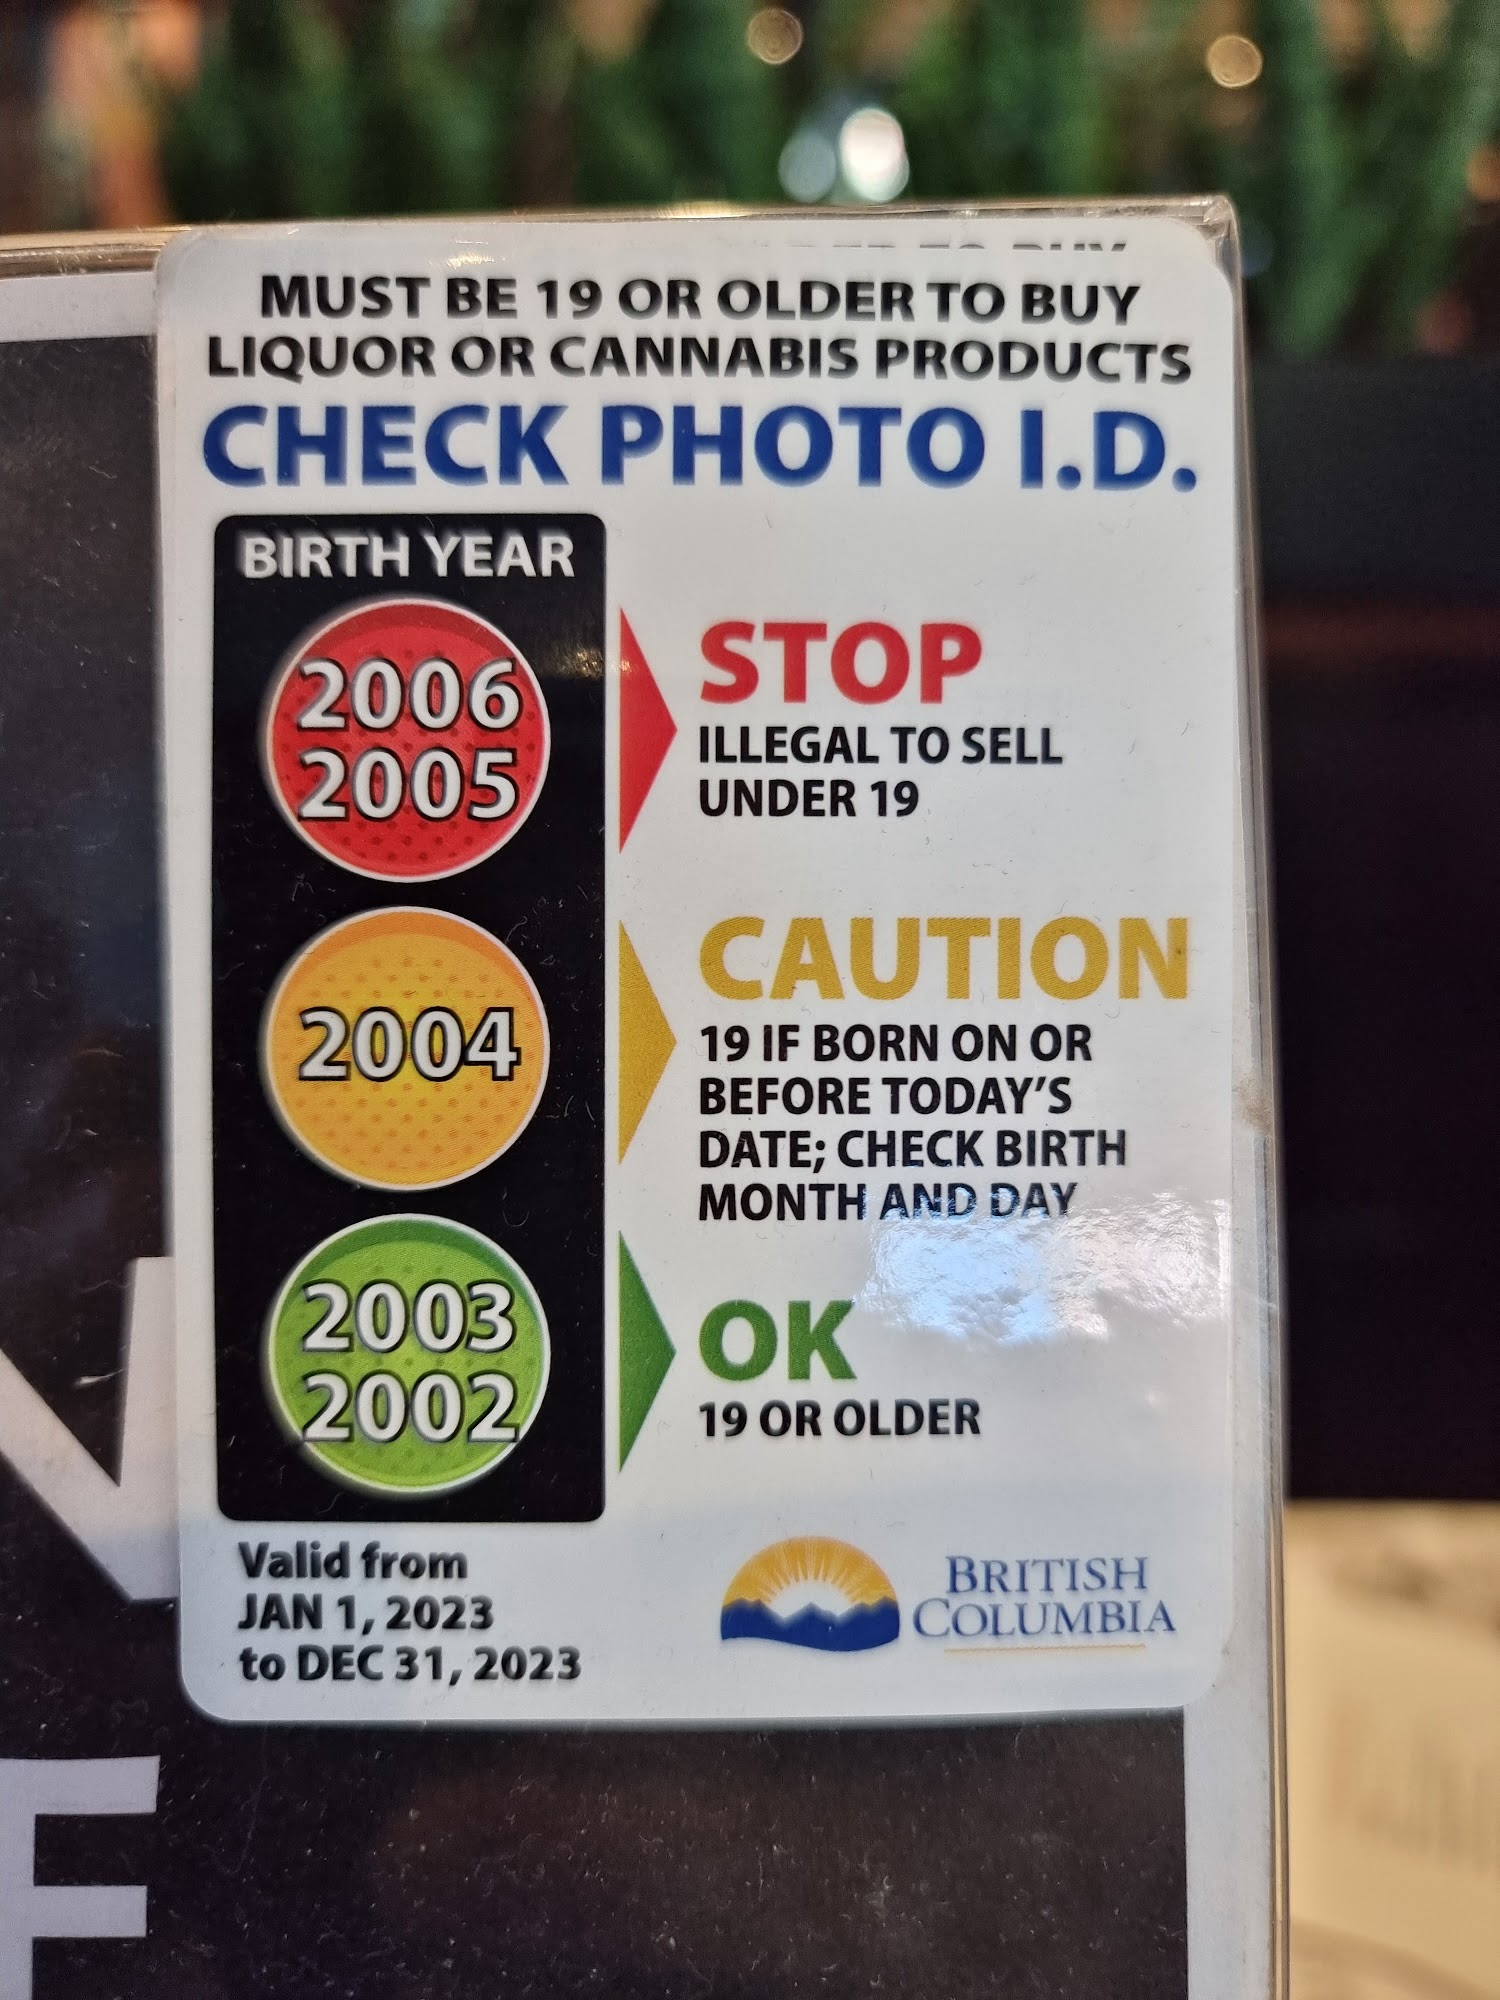 MUST BE 19 OR OLDER TO BUY
LIQUOR OR CANNABIS PRODUCTS
CHECK PHOTO I.D.
BIRTH YEAR
2006
2005
STOP
ILLEGAL TO SELL
UNDER 19
2004
CAUTION
19 IF BORN ON OR
BEFORE TODAY'S
DATE; CHECK BIRTH
MONTH AND DAY
2003
2002
OK
19 OR OLDER
Valid from
JAN 1, 2023
to DEC 31, 2023
BRITISH
COLUMBIA